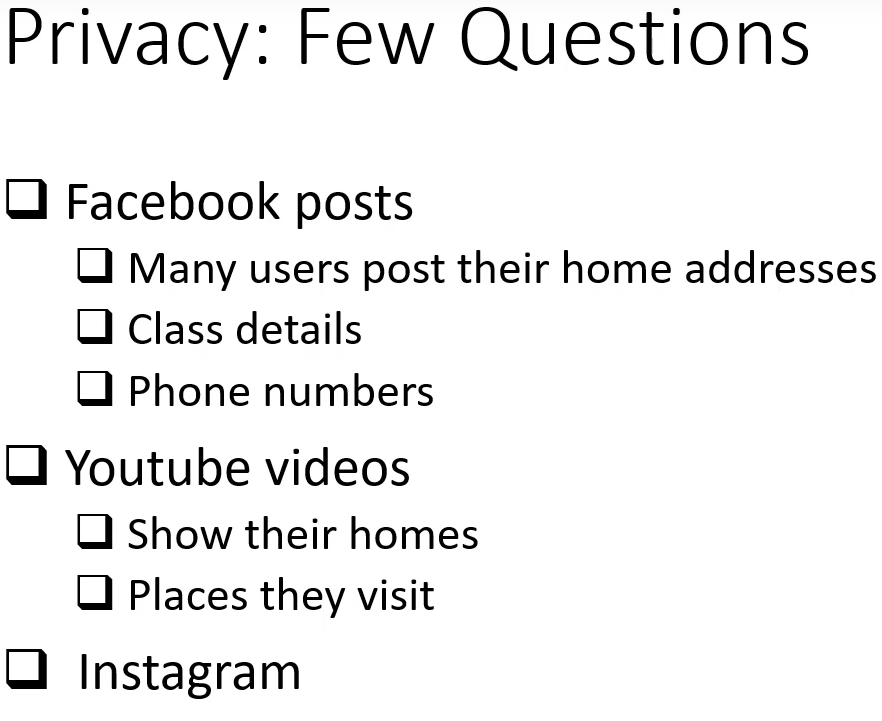 Privacy: Few Questions
Facebook posts
Many users post their home addresses
Class details
Phone numbers
Youtube videos
Show their homes
Places they visit
Instagram